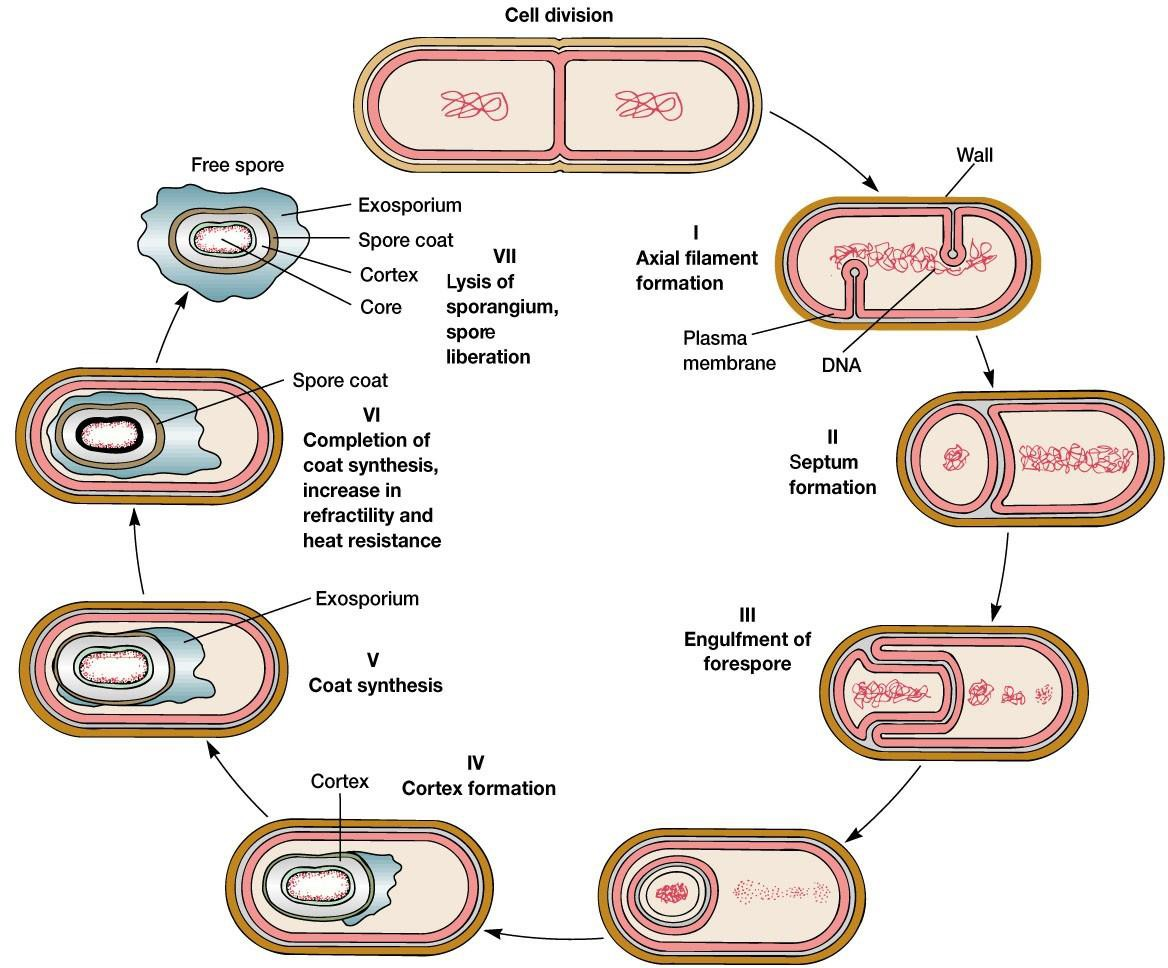 Cell division
Free spore
Exosporium
Spore coat
Cortex
Core
VII
Lysis of
sporangium,
spore
liberation
Wall
I
Axial filament
formation
Plasma
membrane
DNA
II
Septum
formation
III
Engulfment of
forespore
IV
Cortex formation
Cortex
V
Coat synthesis
Exosporium
VI
Completion of
coat synthesis,
increase in
refractility and
heat resistance
Spore coat